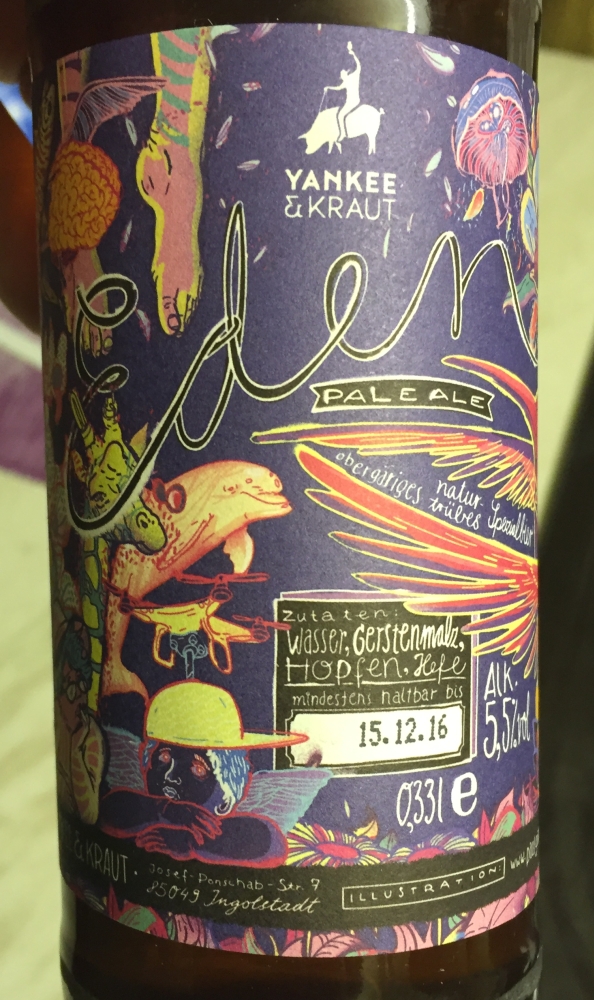 YANKEE
& KRAUT
Eden
PALE ALE
obergäriges natur-
trübes Spezialbier
Zutaten:
Wasser, Gerstenmalz,
Hopfen, Hefe
mindestens haltbar bis
15.12.16
Alk.
5,5% vol
0,33l e
& KRAUT · Josef-Ponschab-Str. 7
85049 Ingolstadt
ILLUSTRATION: